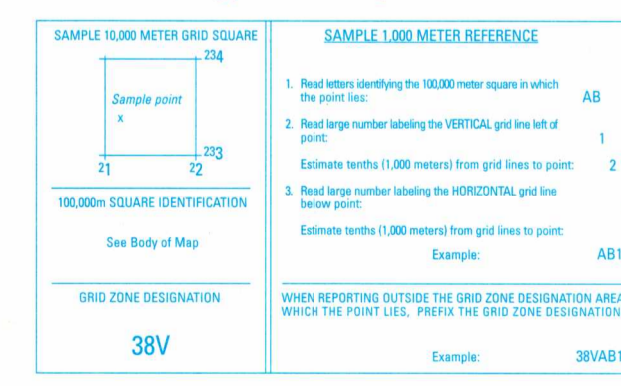 SAMPLE 10,000 METER GRID SQUARE
234
Sample point
x
233
21
22
100,000m SQUARE IDENTIFICATION
See Body of Map
GRID ZONE DESIGNATION
38V
SAMPLE 1,000 METER REFERENCE
1. Read letters identifying the 100,000 meter square in which
the point lies: AB
2. Read large number labeling the VERTICAL grid line left of
point: 1
Estimate tenths (1,000 meters) from grid lines to point: 2
3. Read large number labeling the HORIZONTAL grid line
below point:
Estimate tenths (1,000 meters) from grid lines to point:
Example: AB1
WHEN REPORTING OUTSIDE THE GRID ZONE DESIGNATION AREA
WHICH THE POINT LIES, PREFIX THE GRID ZONE DESIGNATION
Example: 38VAB1